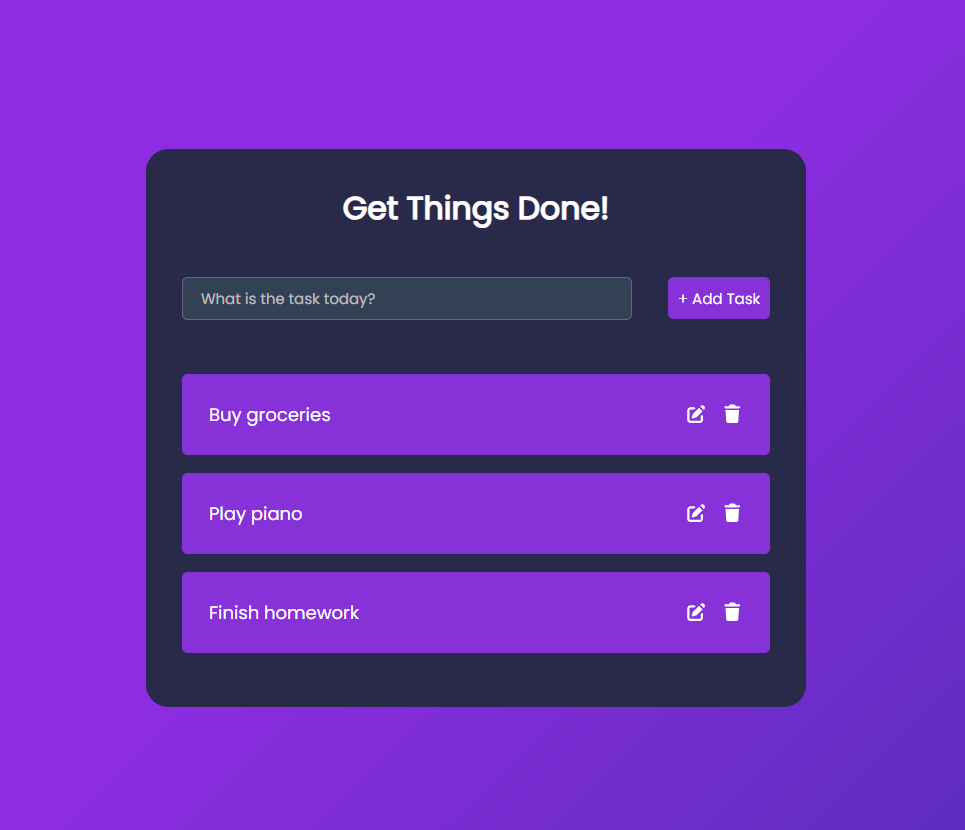 Get Things Done!
What is the task today?
+ Add Task
Buy groceries
Play piano
Finish homework